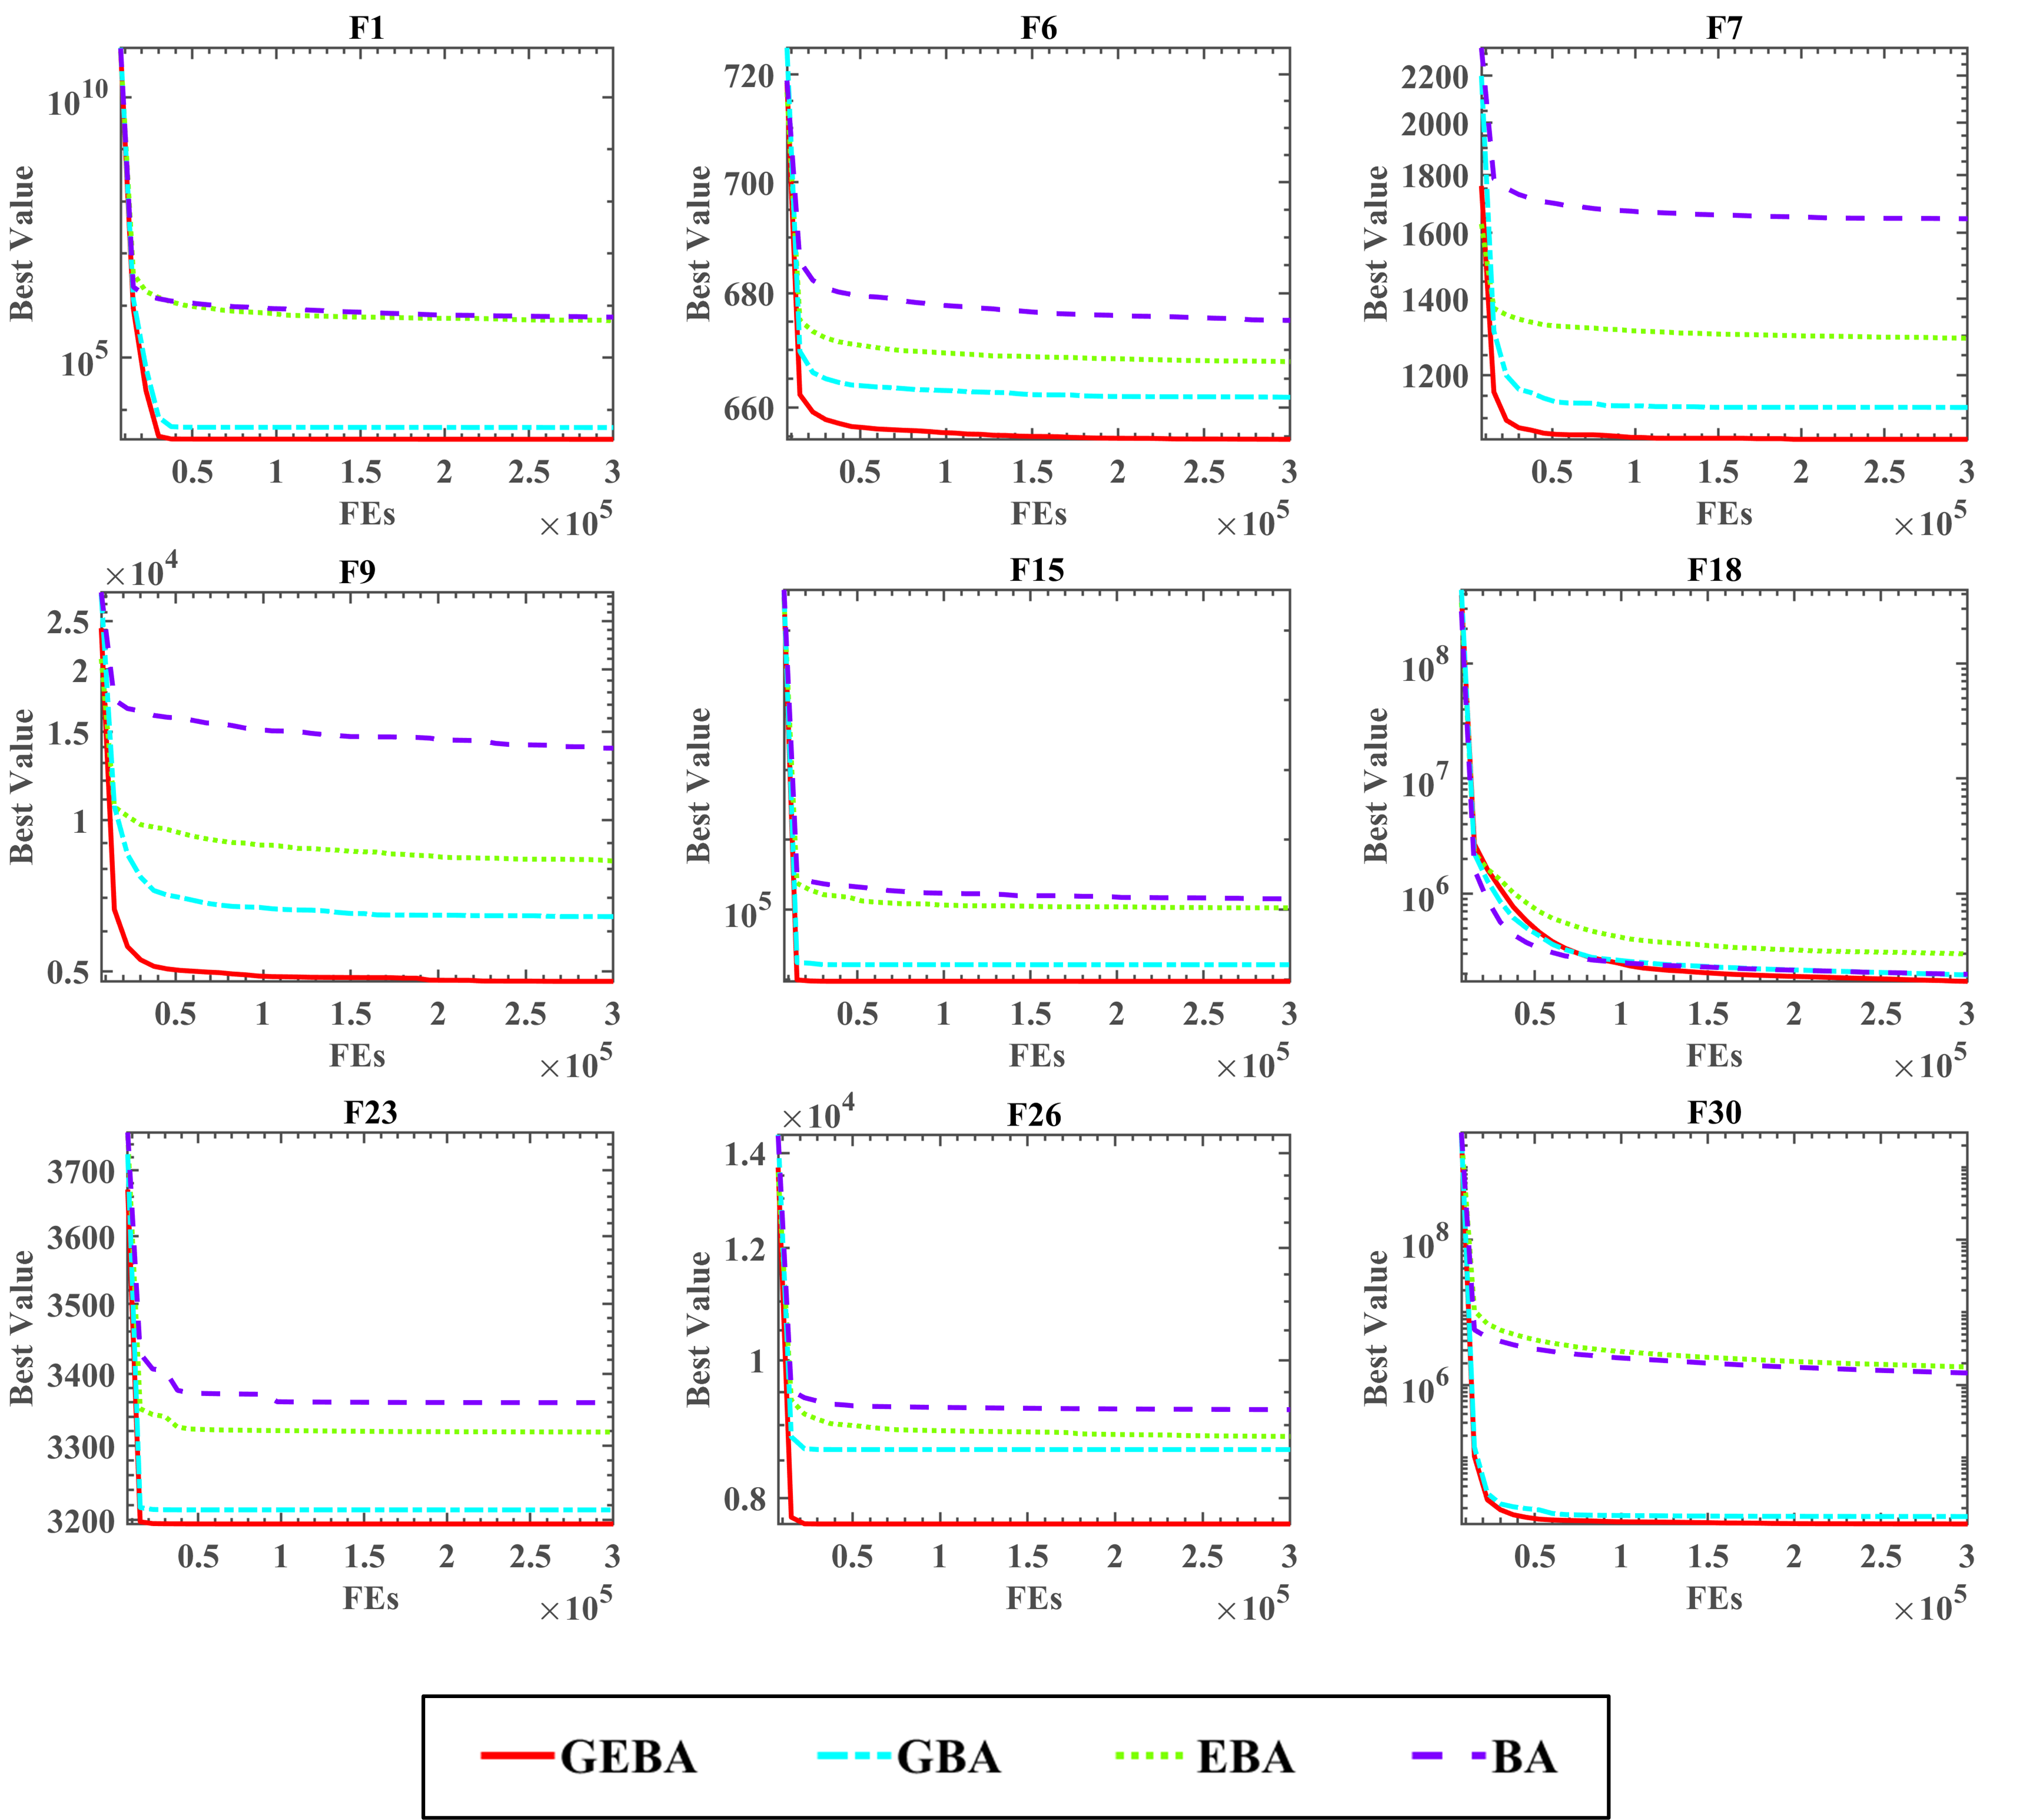 F1
10^10
10^5
Best Value
0.5 1 1.5 2 2.5 3
FEs
×10^5
F6
720
700
680
660
Best Value
0.5 1 1.5 2 2.5 3
FEs
×10^5
F7
2200
2000
1800
1600
1400
1200
Best Value
0.5 1 1.5 2 2.5 3
FEs
×10^5
F9
×10^4
2.5
2
1.5
1
0.5
Best Value
0.5 1 1.5 2 2.5 3
FEs
×10^5
F15
10^5
Best Value
0.5 1 1.5 2 2.5 3
FEs
×10^5
F18
10^8
10^7
10^6
Best Value
0.5 1 1.5 2 2.5 3
FEs
×10^5
F23
3700
3600
3500
3400
3300
3200
Best Value
0.5 1 1.5 2 2.5 3
FEs
×10^5
F26
×10^4
1.4
1.2
1
0.8
Best Value
0.5 1 1.5 2 2.5 3
FEs
×10^5
F30
10^8
10^6
Best Value
0.5 1 1.5 2 2.5 3
FEs
×10^5
GEBA GBA EBA BA